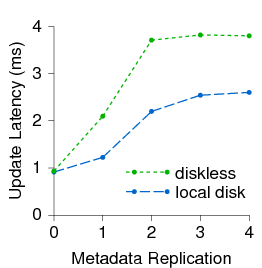 4
3
2
1
0
Update Latency (ms)
diskless
local disk
0 1 2 3 4
Metadata Replication